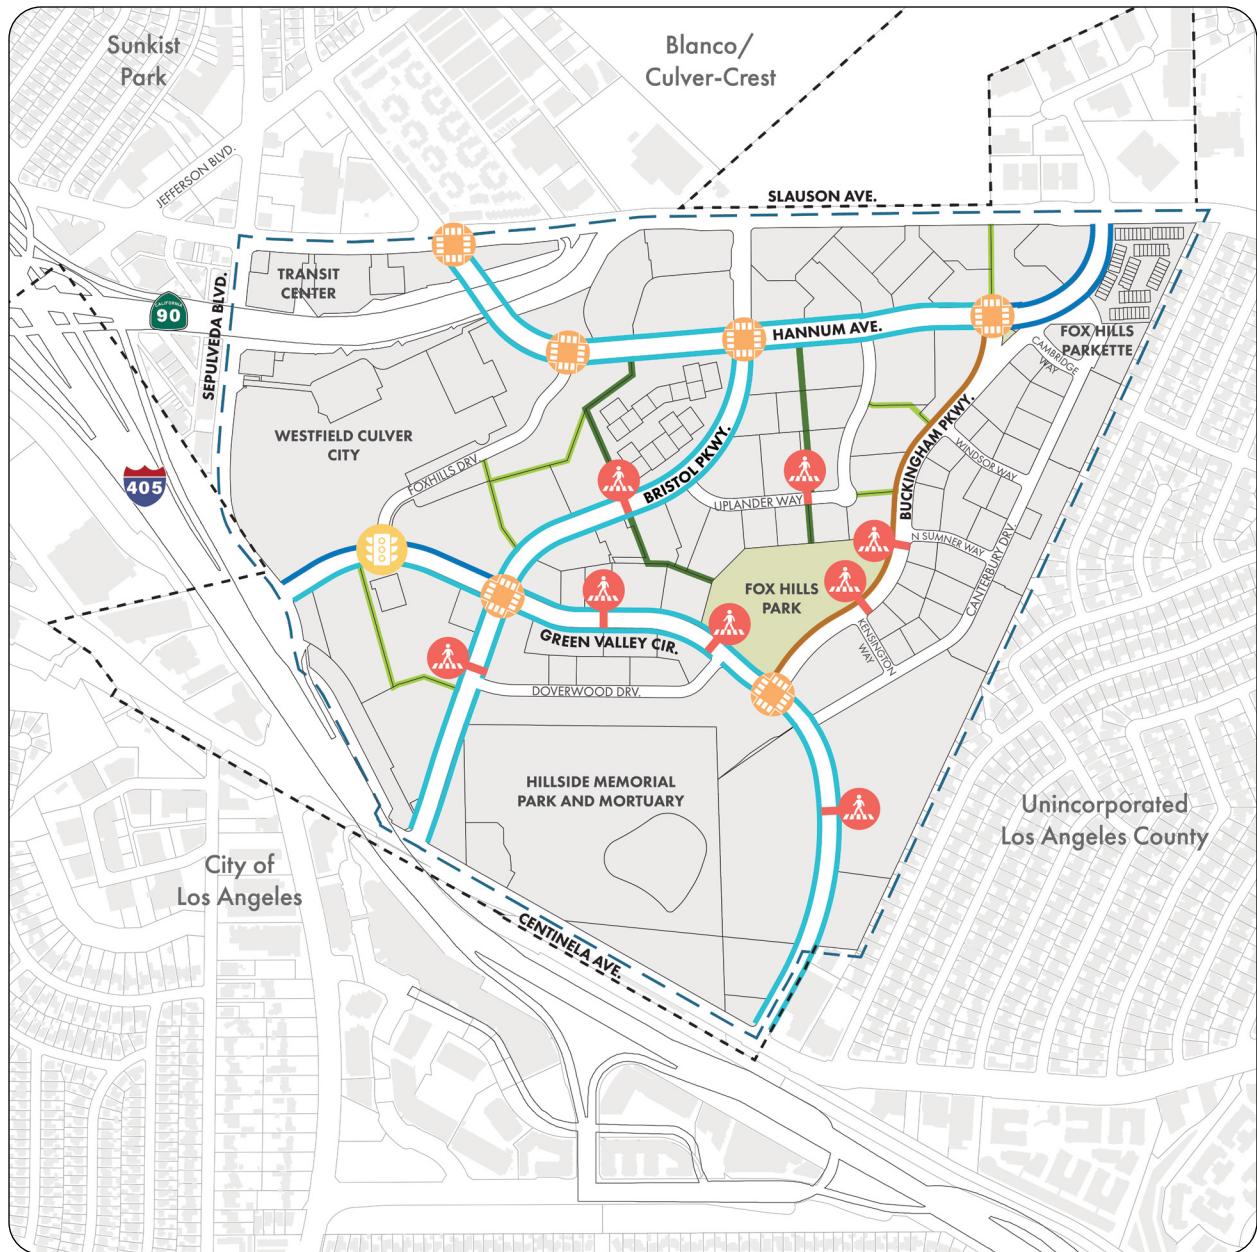 Sunkist
Park
Blanco/
Culver-Crest
JEFFERSON BLVD.
SLAUSON AVE.
TRANSIT
CENTER
CALIFORNIA
90
SEPULVEDA BLVD.
HANNUM AVE.
FOX HILLS
PARKETTE
CAMBRIDGE
WAY
WESTFIELD CULVER
CITY
FOXHILLS DRV.
BRISTOL PKWY.
BUCKINGHAM PKWY.
WINDSOR WAY
405
UPLANDER WAY
N SUMNER WAY
CANTERBURY DRV.
FOX HILLS
PARK
GREEN VALLEY CIR.
KENSINGTON
WAY
DOVERWOOD DRV.
HILLSIDE MEMORIAL
PARK AND MORTUARY
Unincorporated
Los Angeles County
City of
Los Angeles
CENTINELA AVE.